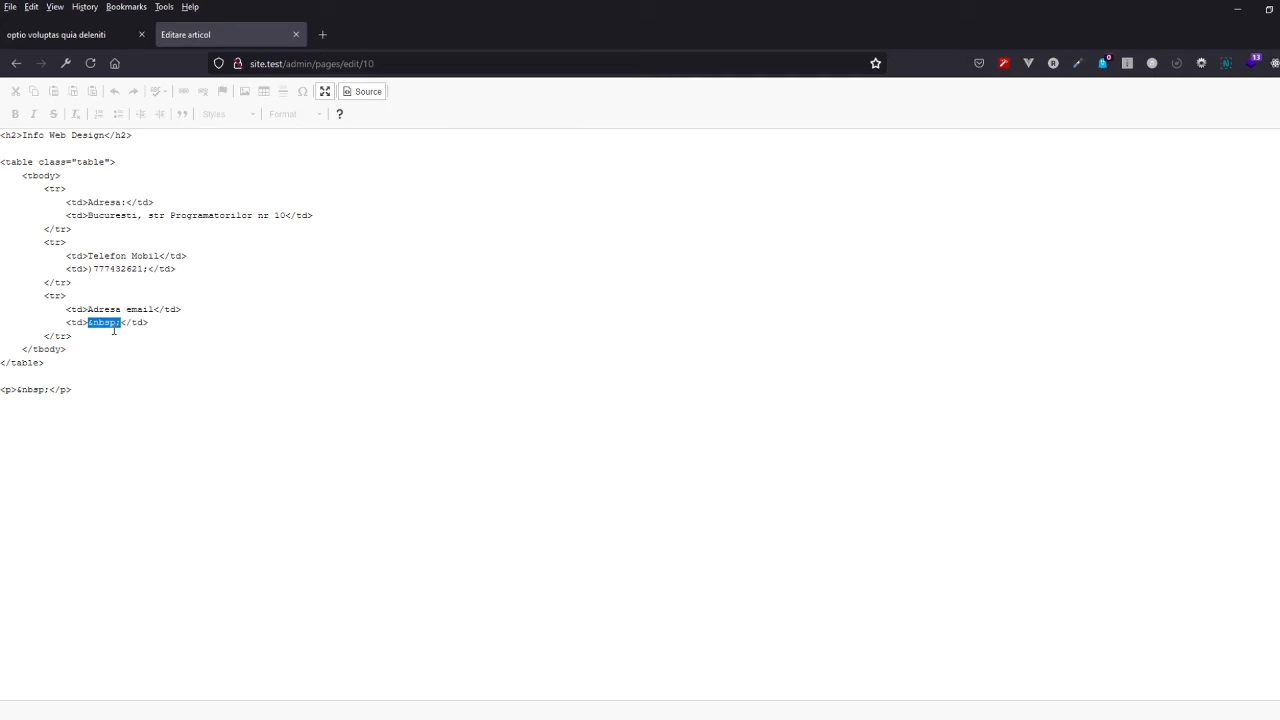 File Edit View History Bookmarks Tools Help
optio voluptas quia deleniti
Editare articol
site.test/admin/pages/edit/10
0
13
Source
B I S Styles Format ?
<h2>Info Web Design</h2>
<table class="table">
<tbody>
<tr>
<td>Adresa:</td>
<td>Bucuresti, str Programatorilor nr 10</td>
</tr>
<tr>
<td>Telefon Mobil</td>
<td>)777432621;</td>
</tr>
<tr>
<td>Adresa email</td>
<td>&nbsp;</td>
</tr>
</tbody>
</table>
<p>&nbsp;</p>